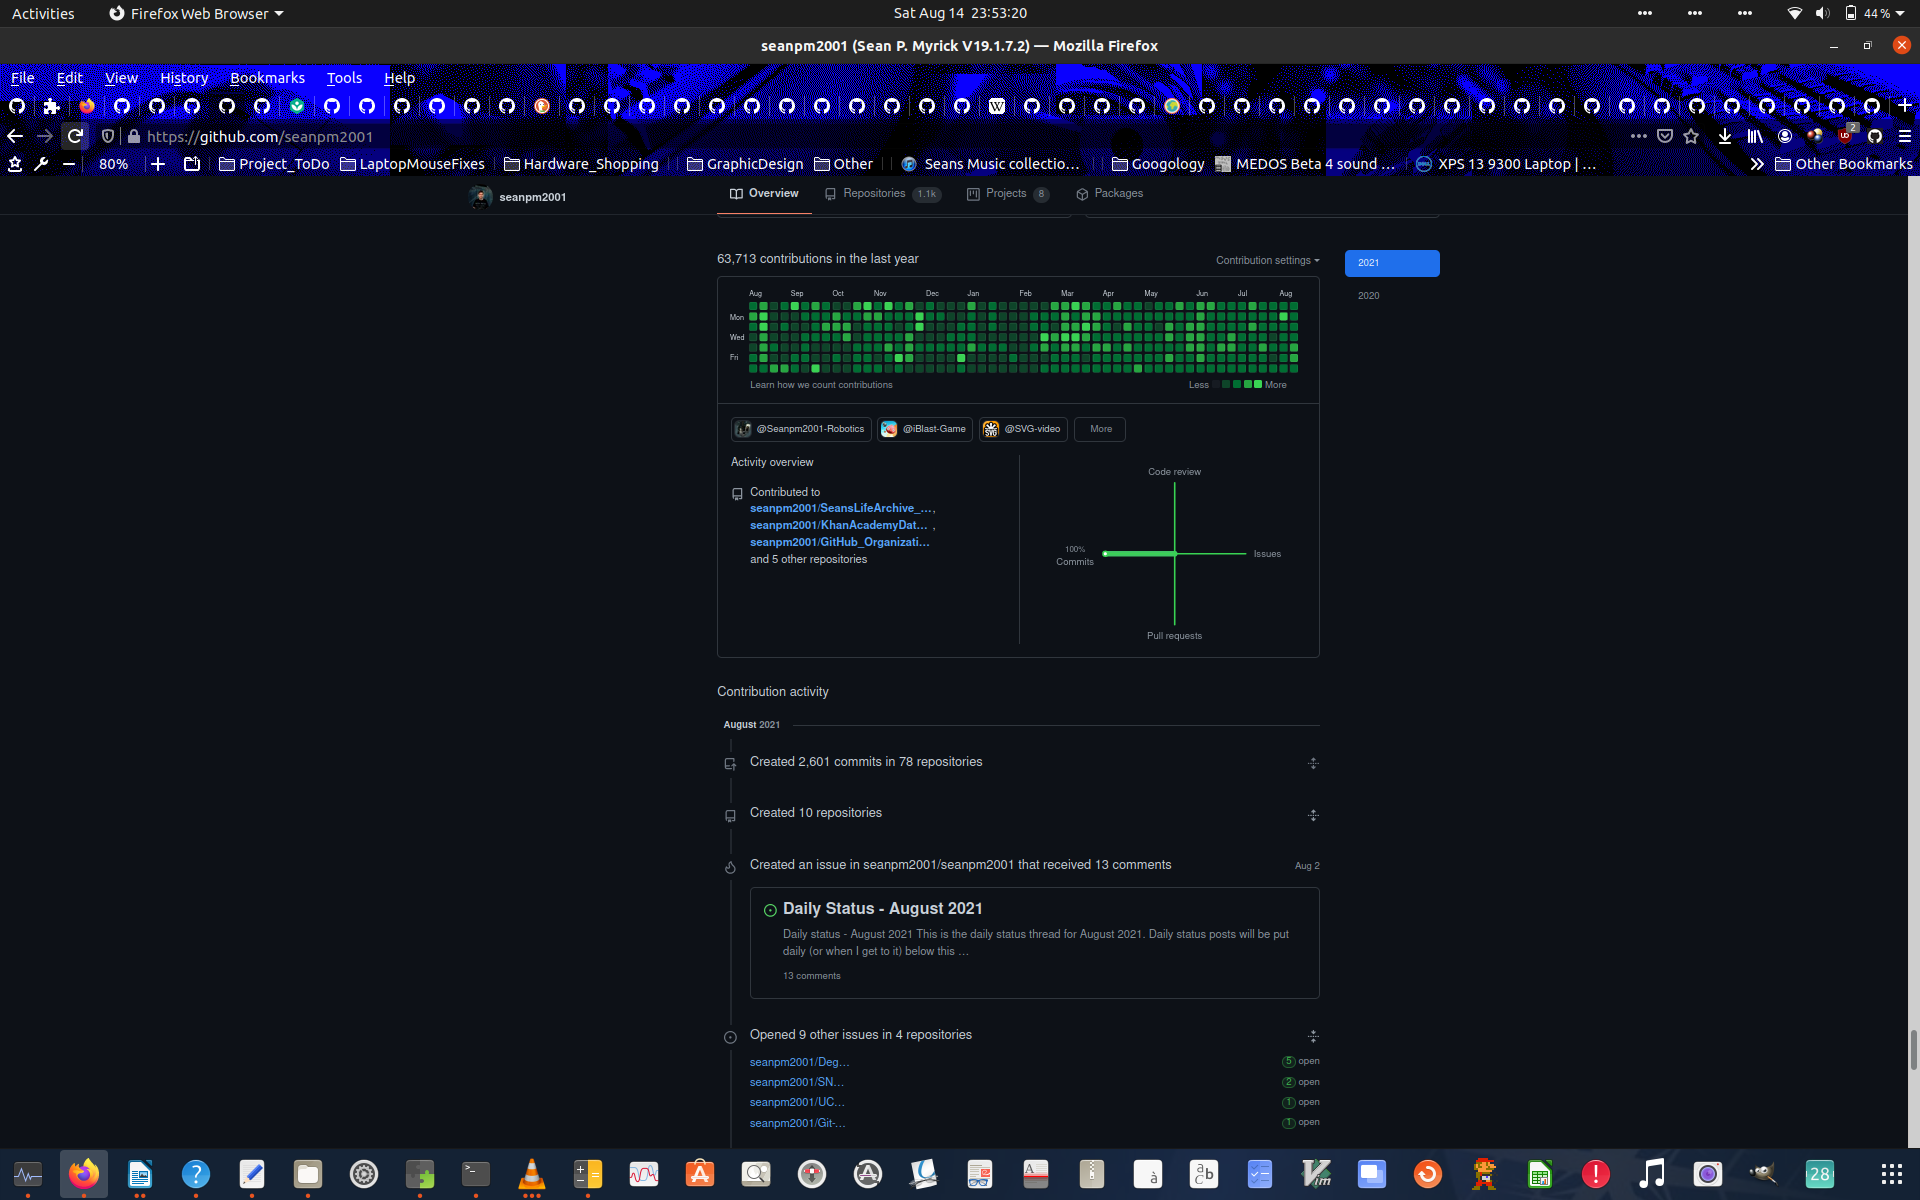 Activities
Firefox Web Browser
Sat Aug 14 23:53:20
44 %
seanpm2001 (Sean P. Myrick V19.1.7.2) — Mozilla Firefox
File Edit View History Bookmarks Tools Help
https://github.com/seanpm2001
2
80%
Project_ToDo
LaptopMouseFixes
Hardware_Shopping
GraphicDesign
Other
Seans Music collectio…
Googology
MEDOS Beta 4 sound …
XPS 13 9300 Laptop | …
Other Bookmarks
seanpm2001
Overview
Repositories 1.1k
Projects 8
Packages
63,713 contributions in the last year
Contribution settings
2021
2020
Aug Sep Oct Nov Dec Jan Feb Mar Apr May Jun Jul Aug
Mon
Wed
Fri
Learn how we count contributions
Less
More
@Seanpm2001-Robotics
@iBlast-Game
@SVG-video
More
Activity overview
Contributed to
seanpm2001/SeansLifeArchive_…,
seanpm2001/KhanAcademyDat… ,
seanpm2001/GitHub_Organizati…
and 5 other repositories
Code review
100%
Commits
Issues
Pull requests
Contribution activity
August 2021
Created 2,601 commits in 78 repositories
Created 10 repositories
Created an issue in seanpm2001/seanpm2001 that received 13 comments
Aug 2
Daily Status - August 2021
Daily status - August 2021 This is the daily status thread for August 2021. Daily status posts will be put
daily (or when I get to it) below this …
13 comments
Opened 9 other issues in 4 repositories
seanpm2001/Deg…
5 open
seanpm2001/SN…
2 open
seanpm2001/UC…
1 open
seanpm2001/Git-…
1 open
28